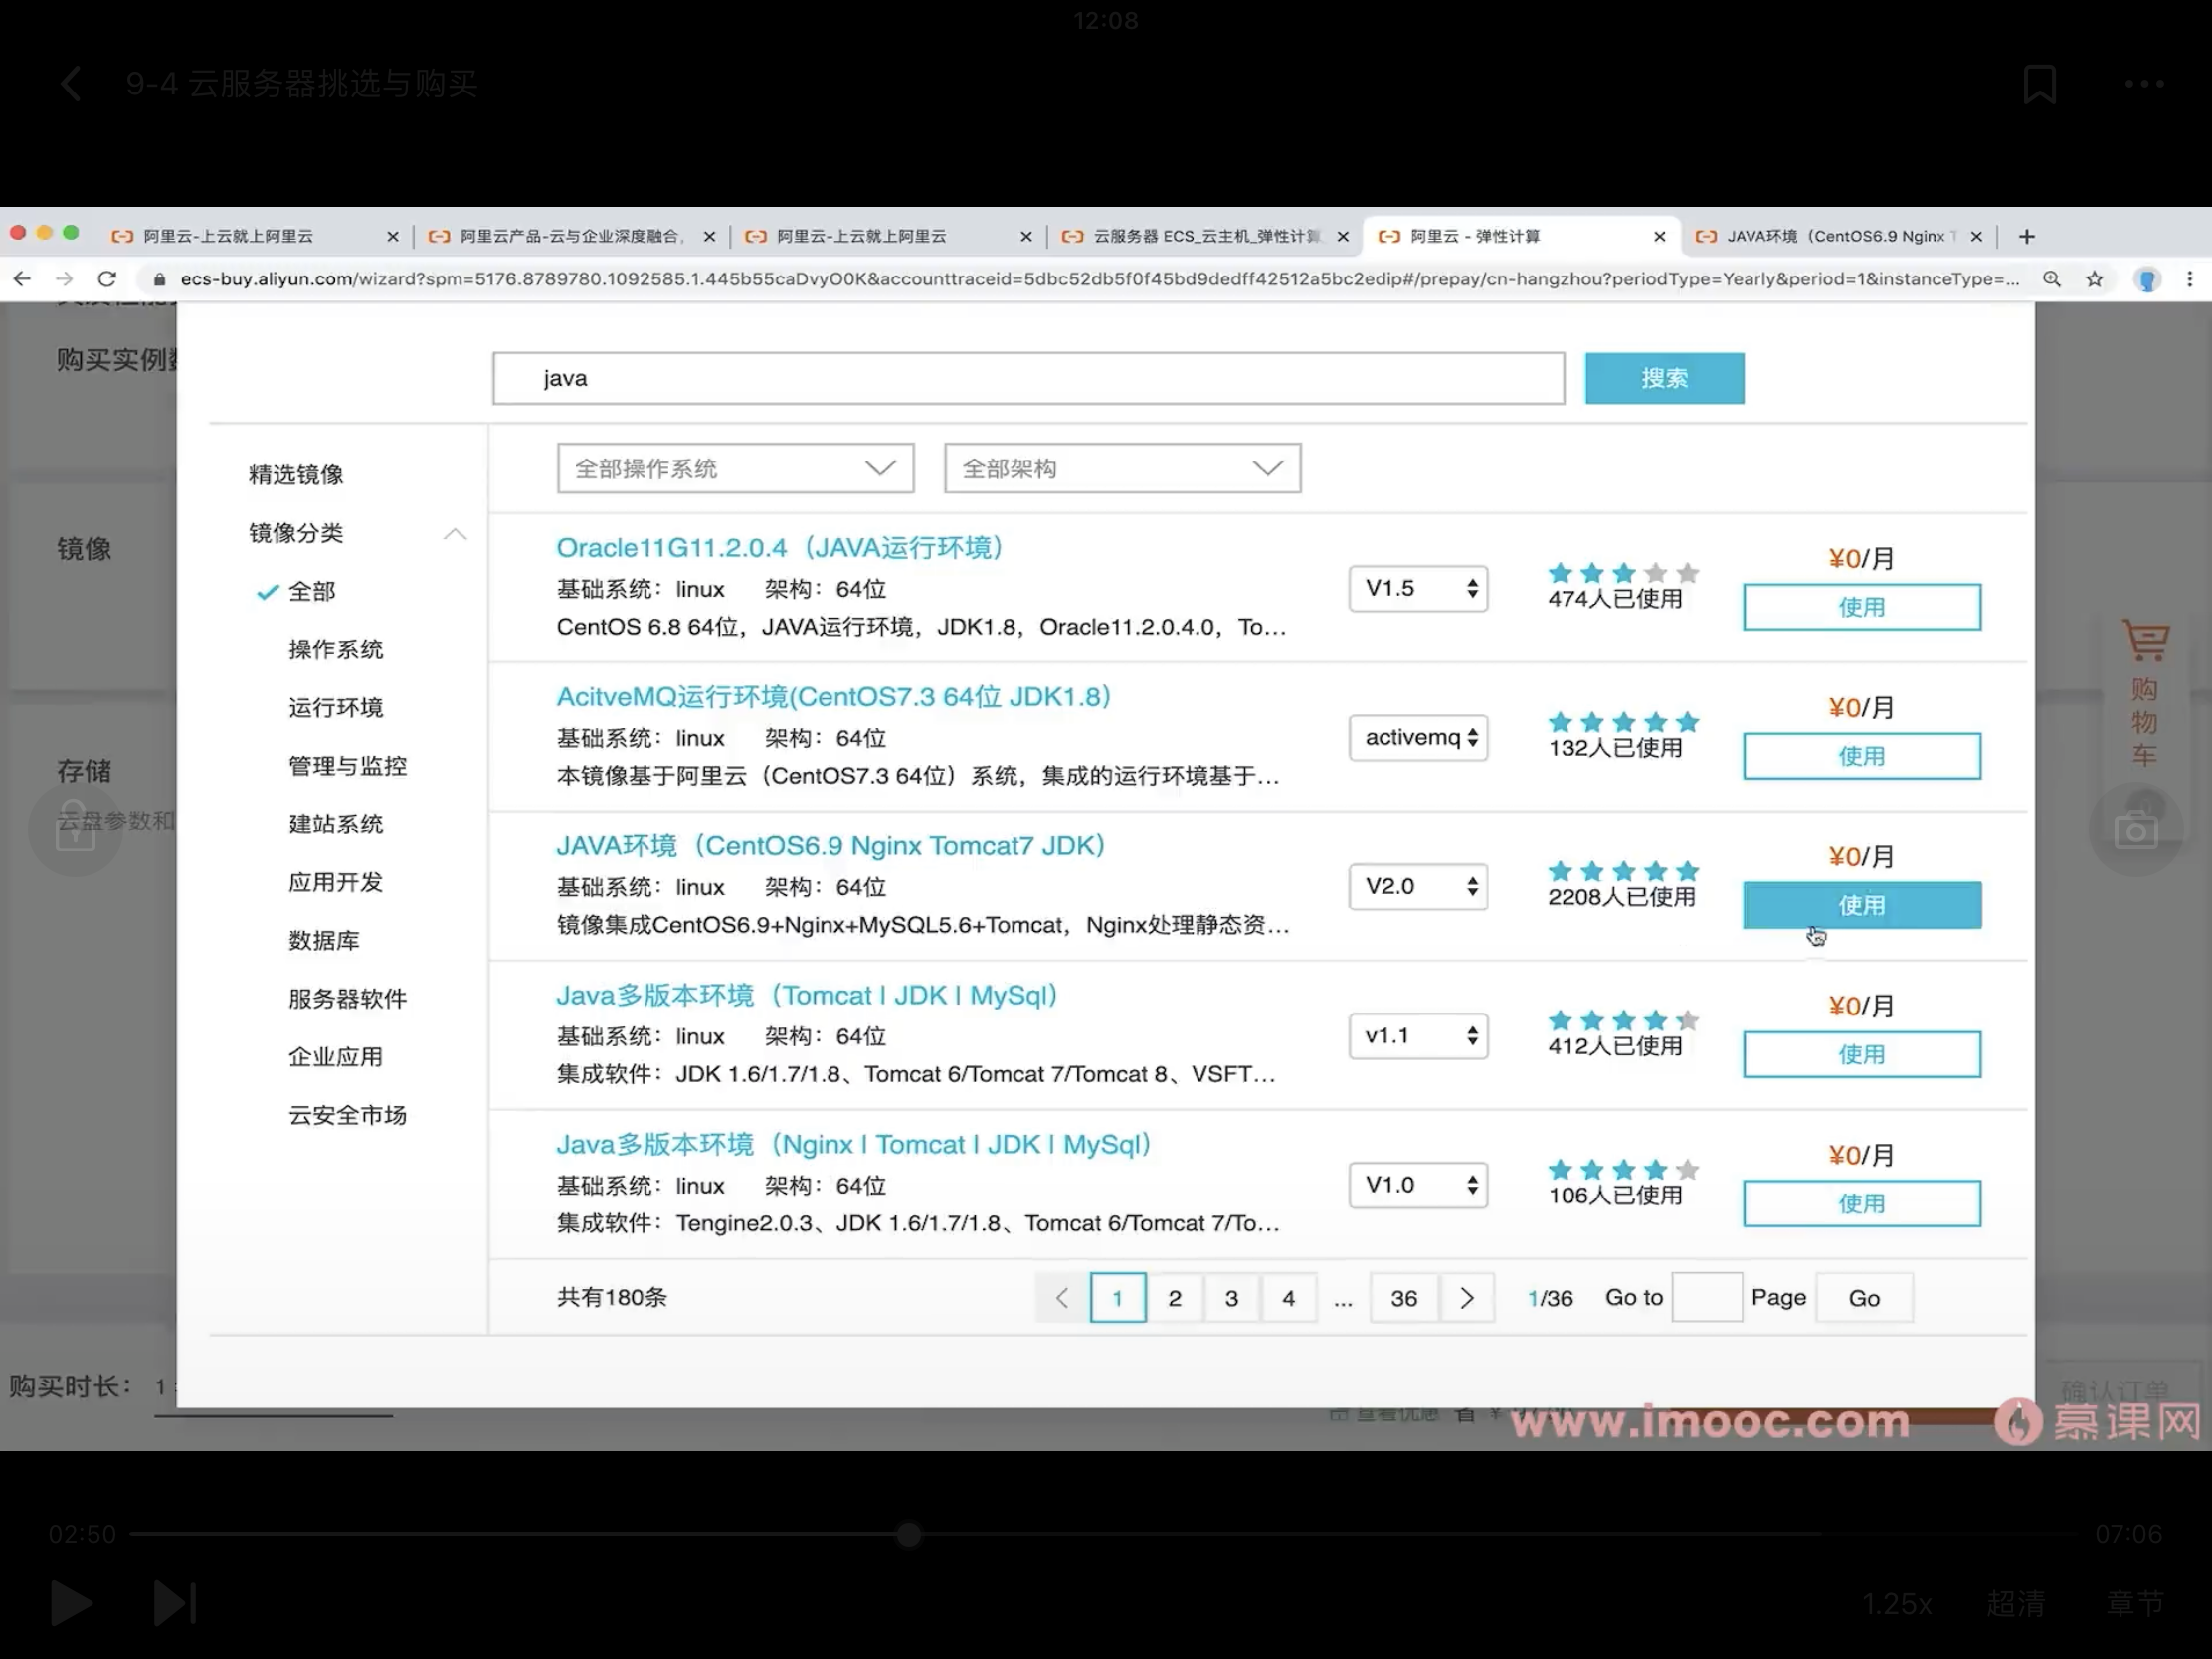 12:08
9-4 云服务器挑选与购买
阿里云-上云就上阿里云
阿里云产品-云与企业深度融合,
阿里云-上云就上阿里云
云服务器 ECS_云主机_弹性计算
阿里云 - 弹性计算
JAVA环境（CentOS6.9 Nginx T
ecs-buy.aliyun.com/wizard?spm=5176.8789780.1092585.1.445b55caDvyO0K&accounttraceid=5dbc52db5f0f45bd9dedff42512a5bc2edip#/prepay/cn-hangzhou?periodType=Yearly&period=1&instanceType=...
购买实例
java
搜索
精选镜像
镜像分类
全部
操作系统
运行环境
管理与监控
建站系统
应用开发
数据库
服务器软件
企业应用
云安全市场
镜像
存储
云盘参数和
全部操作系统
全部架构
Oracle11G11.2.0.4（JAVA运行环境）
基础系统：linux 架构：64位
CentOS 6.8 64位，JAVA运行环境，JDK1.8，Oracle11.2.0.4.0，To...
V1.5
474人已使用
¥0/月
使用
AcitveMQ运行环境(CentOS7.3 64位 JDK1.8)
基础系统：linux 架构：64位
本镜像基于阿里云（CentOS7.3 64位）系统，集成的运行环境基于...
activemq
132人已使用
¥0/月
使用
JAVA环境（CentOS6.9 Nginx Tomcat7 JDK）
基础系统：linux 架构：64位
镜像集成CentOS6.9+Nginx+MySQL5.6+Tomcat，Nginx处理静态资...
V2.0
2208人已使用
¥0/月
使用
Java多版本环境（Tomcat | JDK | MySql）
基础系统：linux 架构：64位
集成软件：JDK 1.6/1.7/1.8、Tomcat 6/Tomcat 7/Tomcat 8、VSFT...
v1.1
412人已使用
¥0/月
使用
Java多版本环境（Nginx | Tomcat | JDK | MySql）
基础系统：linux 架构：64位
集成软件：Tengine2.0.3、JDK 1.6/1.7/1.8、Tomcat 6/Tomcat 7/To...
V1.0
106人已使用
¥0/月
使用
购物车
共有180条
1 2 3 4 ... 36
1/36 Go to Page Go
购买时长： 1
确认订单
www.imooc.com
慕课网
02:50
07:06
1.25x 超清 章节